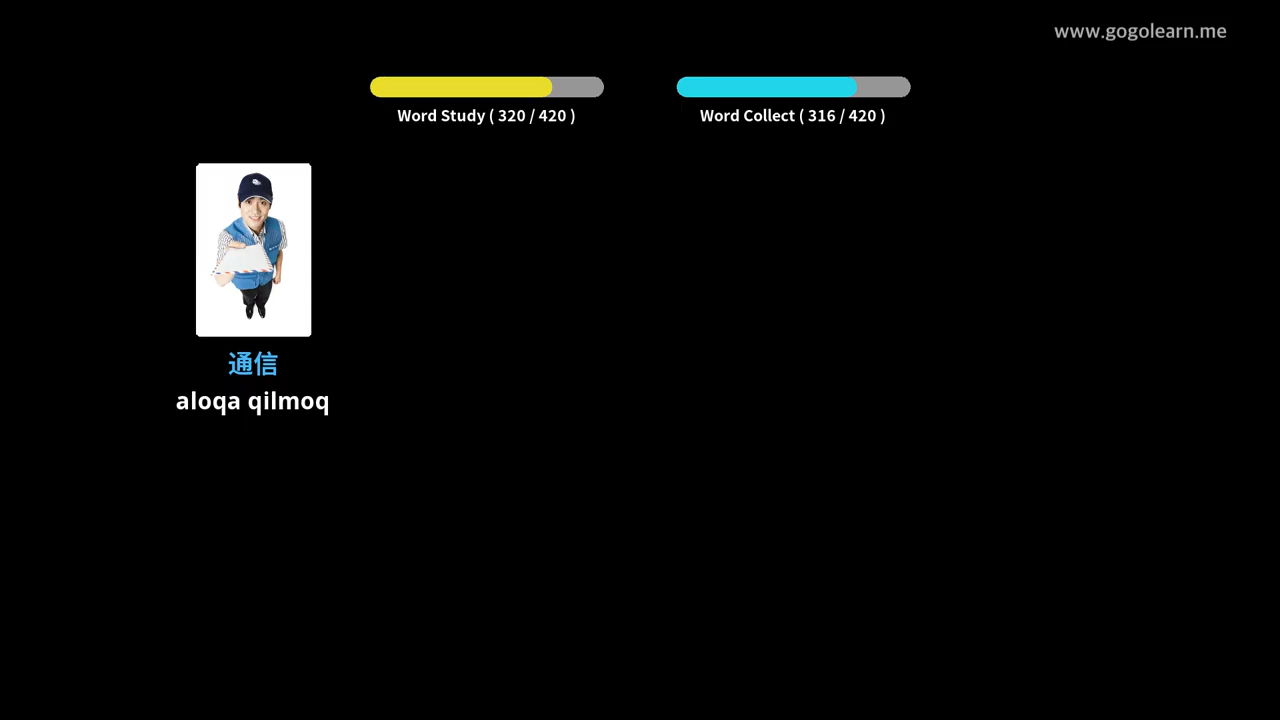 www.gogolearn.me
Word Study ( 320 / 420 )
Word Collect ( 316 / 420 )
通信
aloqa qilmoq